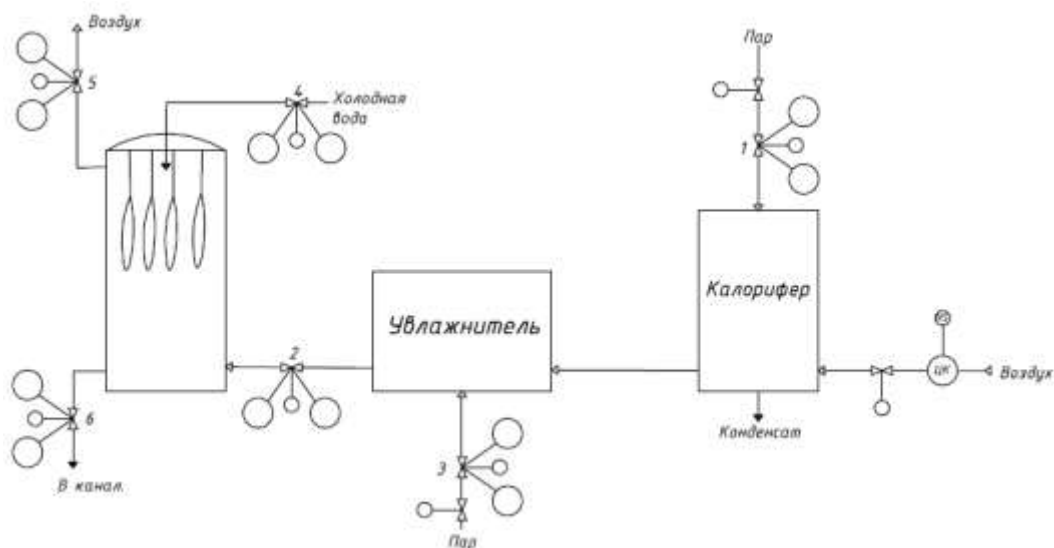 Воздух
5
4
Холодная
вода
Пар
1
Калорифер
Увлажнитель
2
ЦК
Воздух
6
3
Конденсат
В канал.
Пар